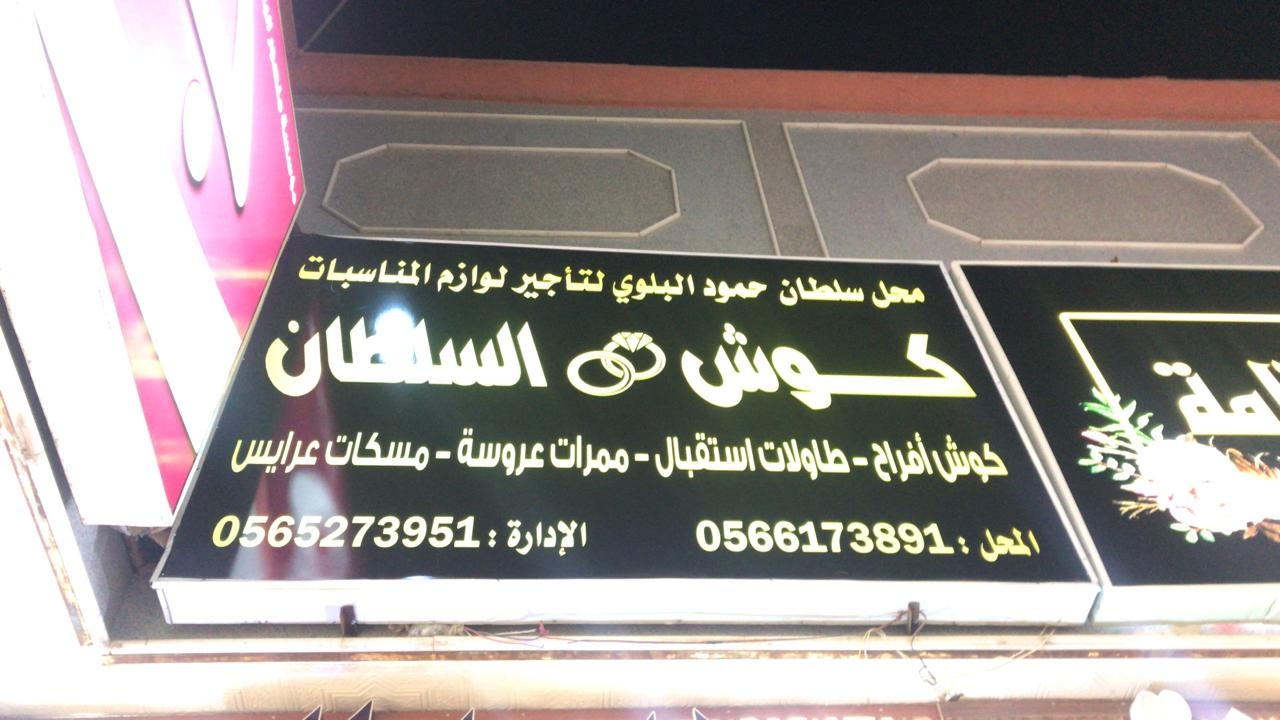 محل سلطان حمود البلوي لتأجير لوازم المناسبات
كوش السلطان
كوش أفراح - طاولات استقبال - ممرات عروسة - مسكات عرايس
المحل : 0566173891
الإدارة : 0565273951